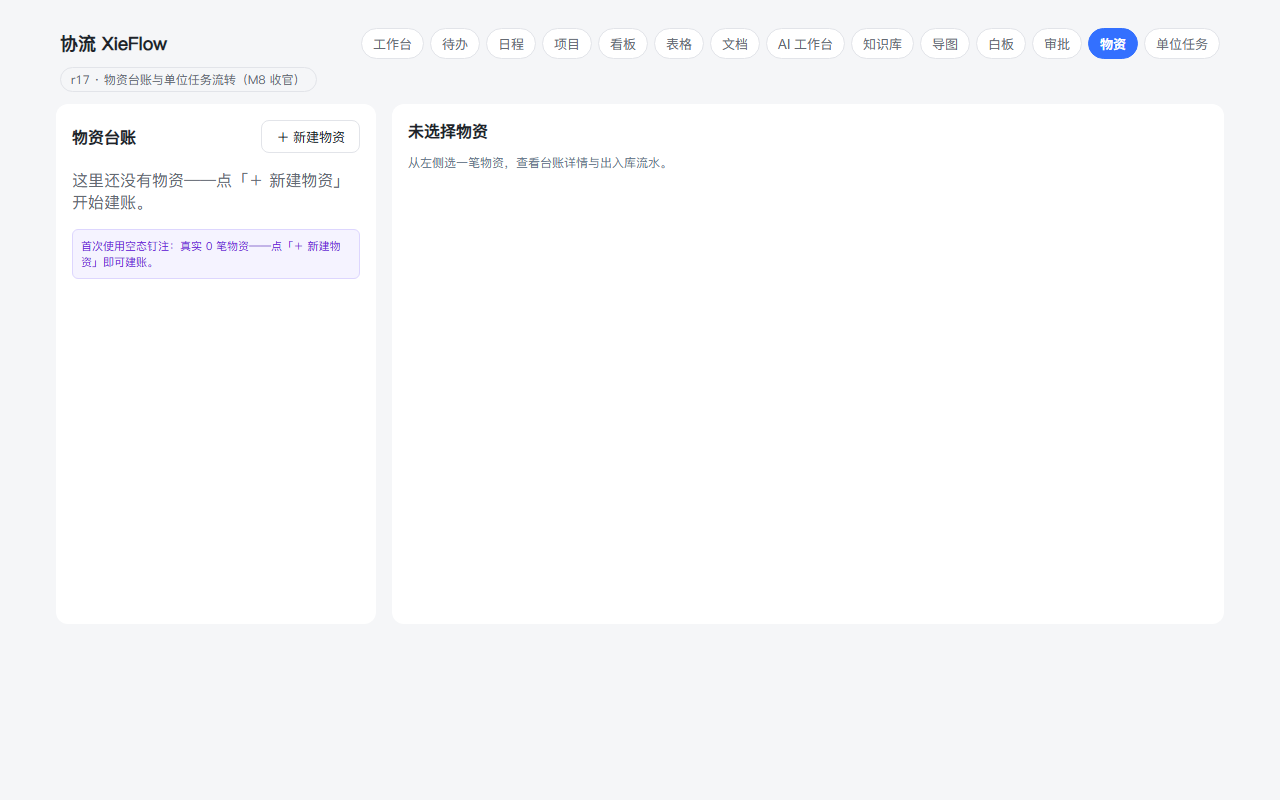 协流 XieFlow
工作台
待办
日程
项目
看板
表格
文档
AI 工作台
知识库
导图
白板
审批
物资
单位任务
r17 · 物资台账与单位任务流转（M8 收官）
物资台账
＋ 新建物资
这里还没有物资——点「＋ 新建物资」
开始建账。
首次使用空态钉注：真实 0 笔物资——点「＋ 新建物
资」即可建账。
未选择物资
从左侧选一笔物资，查看台账详情与出入库流水。